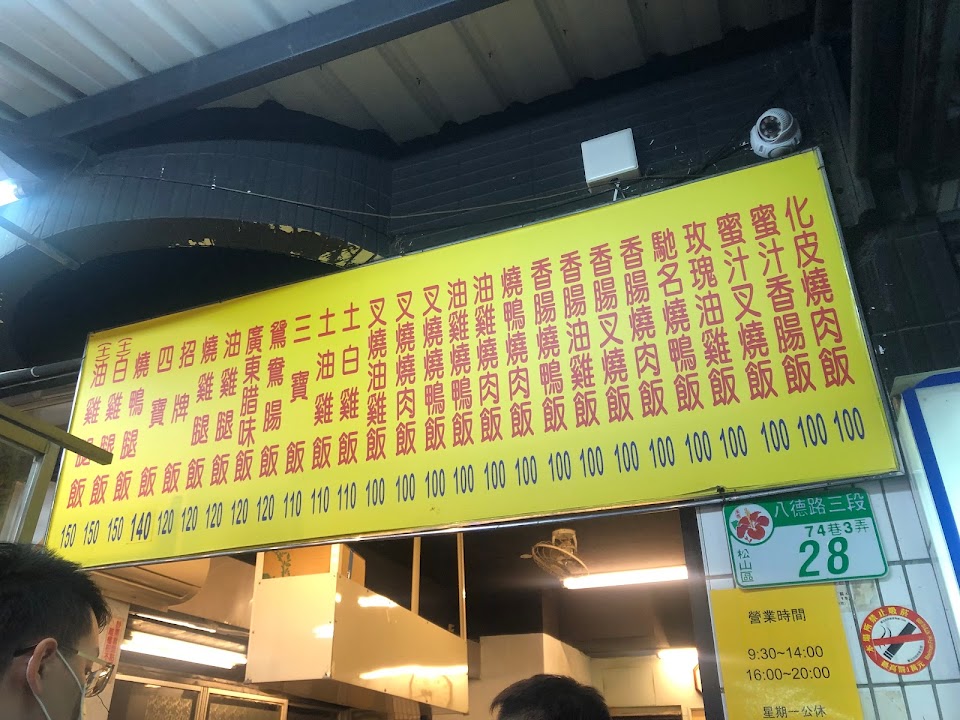 化皮燒肉飯 100
蜜汁香腸飯 100
蜜汁叉燒飯 100
玫瑰油雞飯 100
馳名燒鴨飯 100
香腸燒肉飯 100
香腸叉燒飯 100
香腸油雞飯 100
香腸燒鴨飯 100
燒鴨燒肉飯 100
油雞燒肉飯 100
油雞燒鴨飯 100
叉燒燒鴨飯 100
叉燒燒肉飯 100
叉燒油雞飯 100
土白雞飯 110
土油雞飯 110
三寶飯 110
鴛鴦腸飯 120
廣東腊味飯 120
油雞腿飯 120
燒雞腿飯 120
招牌飯 120
四寶飯 140
燒鴨腿飯 150
(土)白雞腿飯 150
(土)油雞腿飯 150
八德路三段
74巷3弄
28
松山區
營業時間
9:30~14:00
16:00~20:00
星期一公休